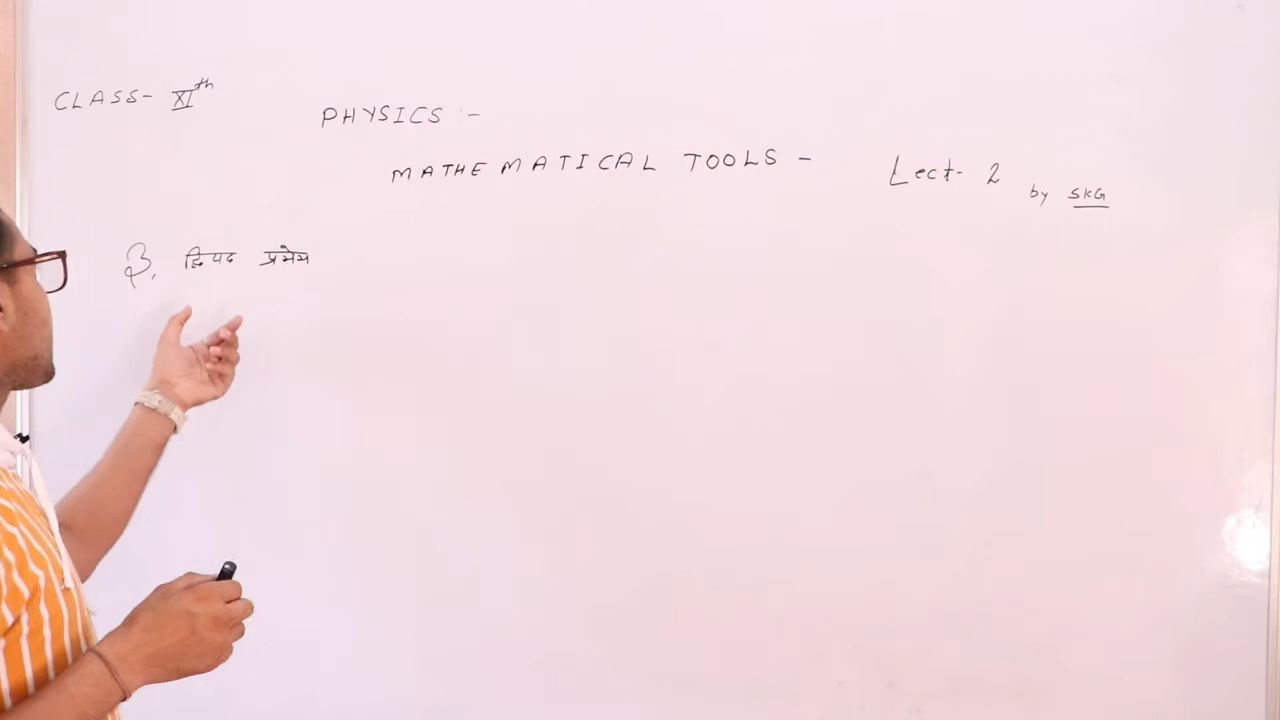 CLASS- XIth
PHYSICS :-
MATHEMATICAL TOOLS -
Lect- 2
by SKG
3. द्विपद प्रमेय